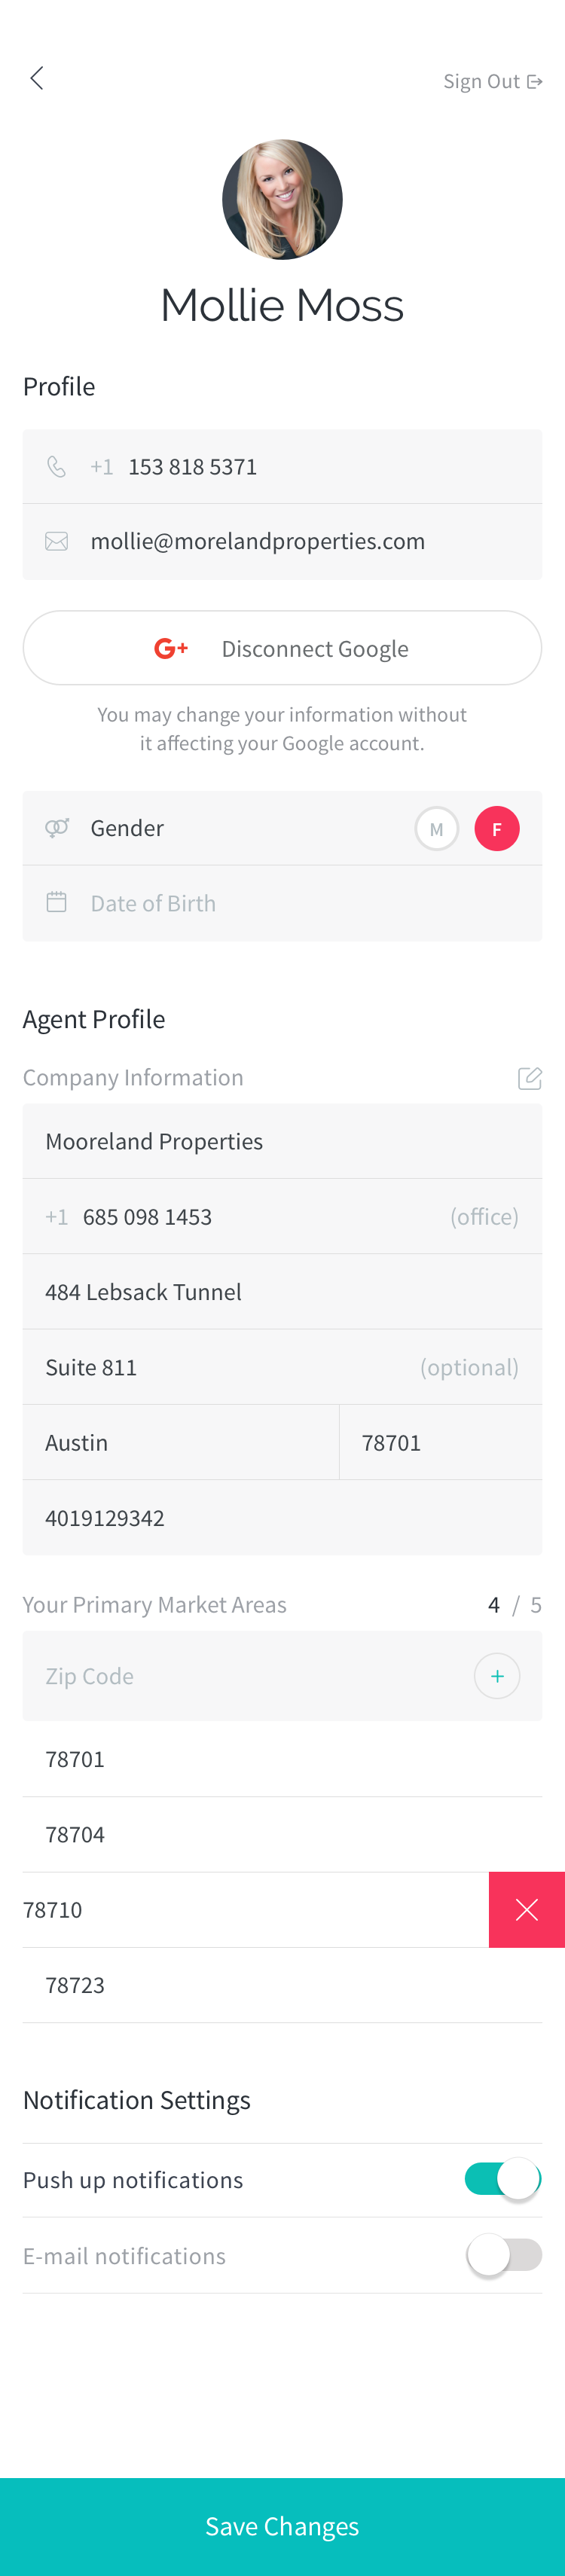 Sign Out
Mollie Moss
Profile
+1 153 818 5371
mollie@morelandproperties.com
G+ Disconnect Google
You may change your information without
it affecting your Google account.
Gender M F
Date of Birth
Agent Profile
Company Information
Mooreland Properties
+1 685 098 1453 (office)
484 Lebsack Tunnel
Suite 811 (optional)
Austin 78701
4019129342
Your Primary Market Areas 4 / 5
Zip Code +
78701
78704
78710
78723
Notification Settings
Push up notifications
E-mail notifications
Save Changes